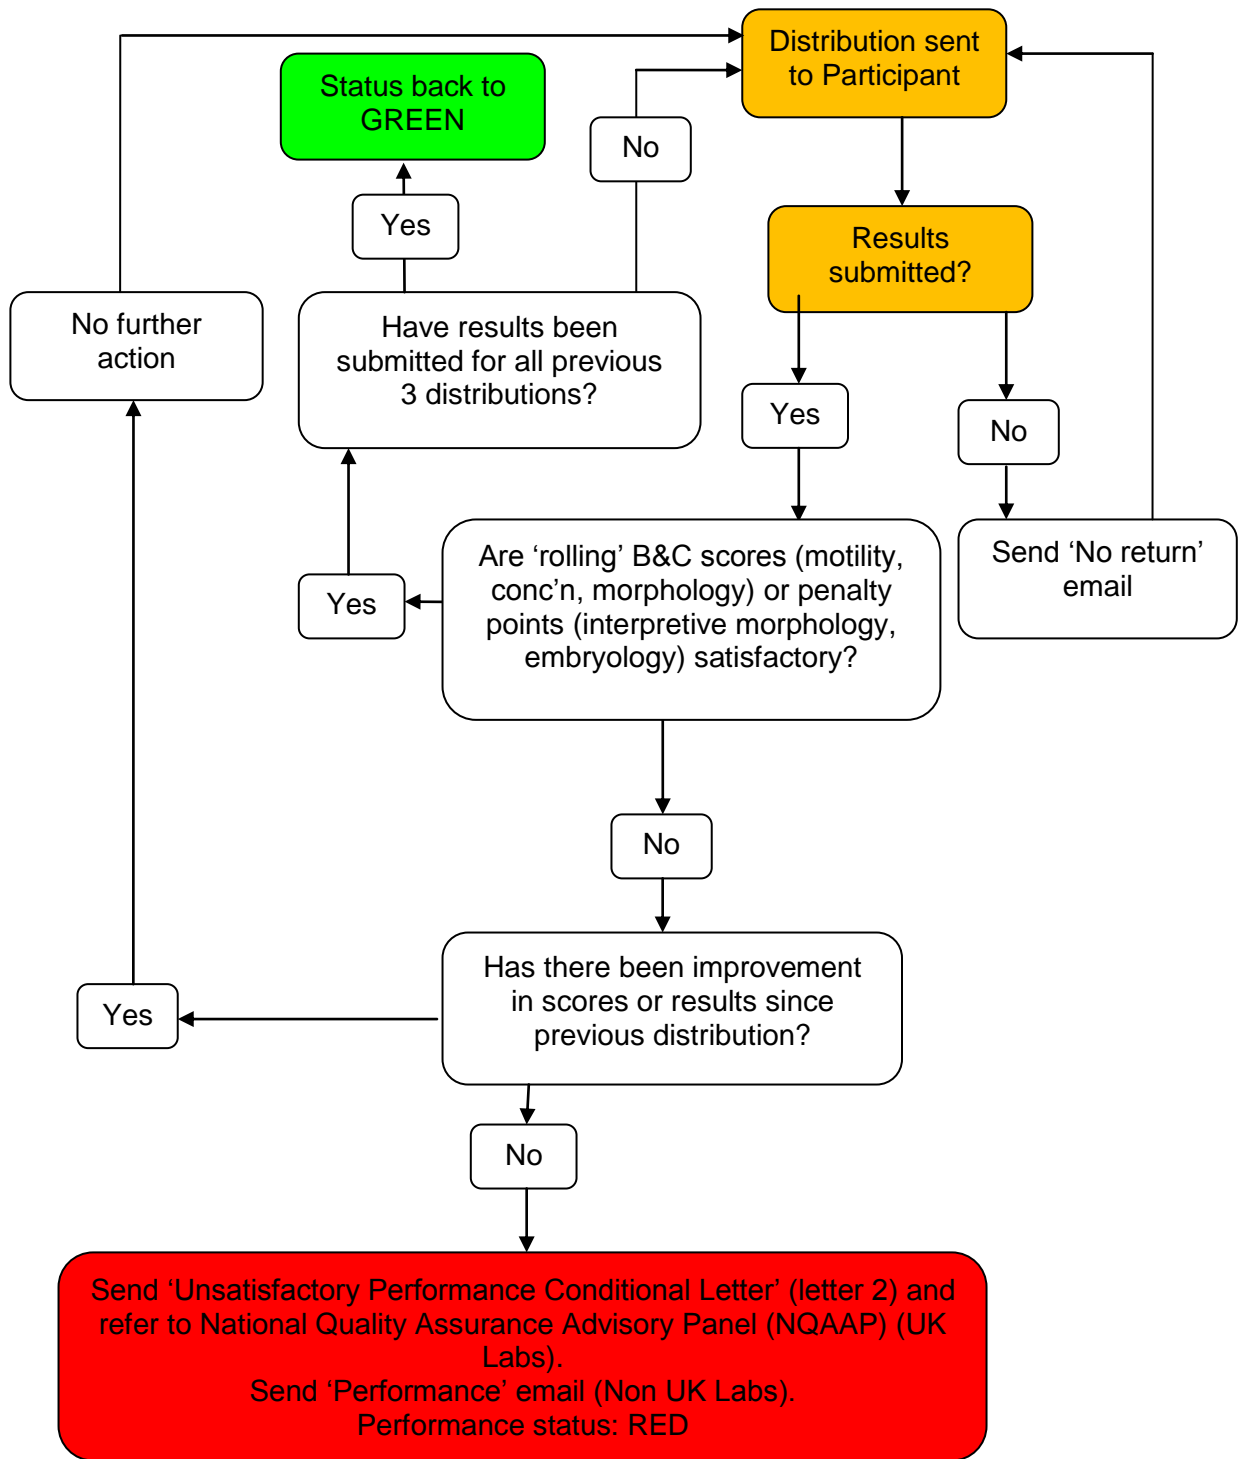 Distribution sent
to Participant
Status back to
GREEN
No
Yes
Results
submitted?
No further
action
Have results been
submitted for all previous
3 distributions?
Yes
No
Are ‘rolling’ B&C scores (motility,
conc’n, morphology) or penalty
points (interpretive morphology,
embryology) satisfactory?
Send ‘No return’
email
Yes
No
Has there been improvement
in scores or results since
previous distribution?
Yes
No
Send ‘Unsatisfactory Performance Conditional Letter’ (letter 2) and
refer to National Quality Assurance Advisory Panel (NQAAP) (UK
Labs).
Send ‘Performance’ email (Non UK Labs).
Performance status: RED